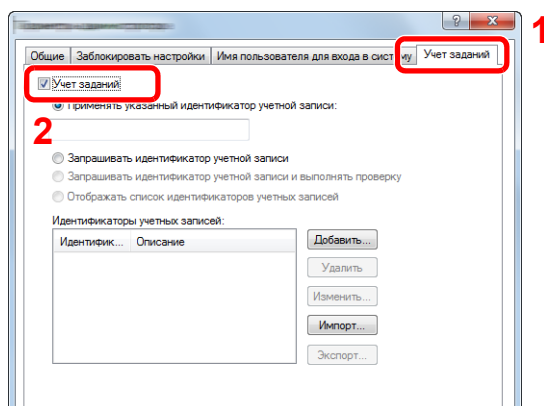 1
Общие Заблокировать настройки Имя пользователя для входа в систему Учет заданий
Учет заданий
Применять указанный идентификатор учетной записи:
2
Запрашивать идентификатор учетной записи
Запрашивать идентификатор учетной записи и выполнять проверку
Отображать список идентификаторов учетных записей
Идентификаторы учетных записей:
Идентифик... Описание
Добавить...
Удалить
Изменить...
Импорт...
Экспорт...